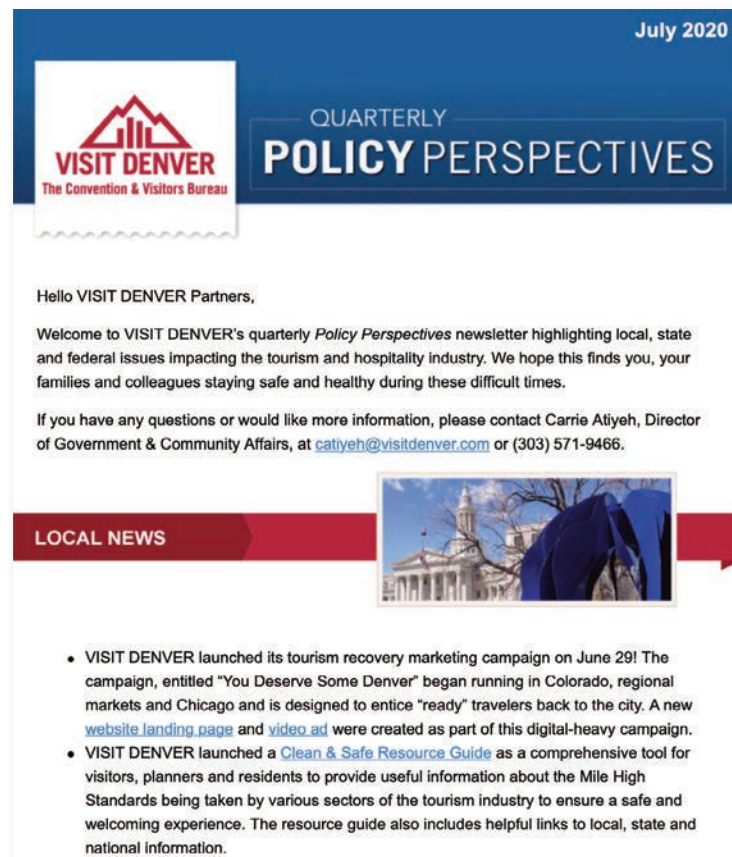 July 2020
VISIT DENVER
The Convention & Visitors Bureau
QUARTERLY
POLICY PERSPECTIVES
Hello VISIT DENVER Partners,
Welcome to VISIT DENVER's quarterly Policy Perspectives newsletter highlighting local, state
and federal issues impacting the tourism and hospitality industry. We hope this finds you, your
families and colleagues staying safe and healthy during these difficult times.
If you have any questions or would like more information, please contact Carrie Atiyeh, Director
of Government & Community Affairs, at catiyeh@visitdenver.com or (303) 571-9466.
LOCAL NEWS
• VISIT DENVER launched its tourism recovery marketing campaign on June 29! The
campaign, entitled “You Deserve Some Denver” began running in Colorado, regional
markets and Chicago and is designed to entice “ready” travelers back to the city. A new
website landing page and video ad were created as part of this digital-heavy campaign.
• VISIT DENVER launched a Clean & Safe Resource Guide as a comprehensive tool for
visitors, planners and residents to provide useful information about the Mile High
Standards being taken by various sectors of the tourism industry to ensure a safe and
welcoming experience. The resource guide also includes helpful links to local, state and
national information.